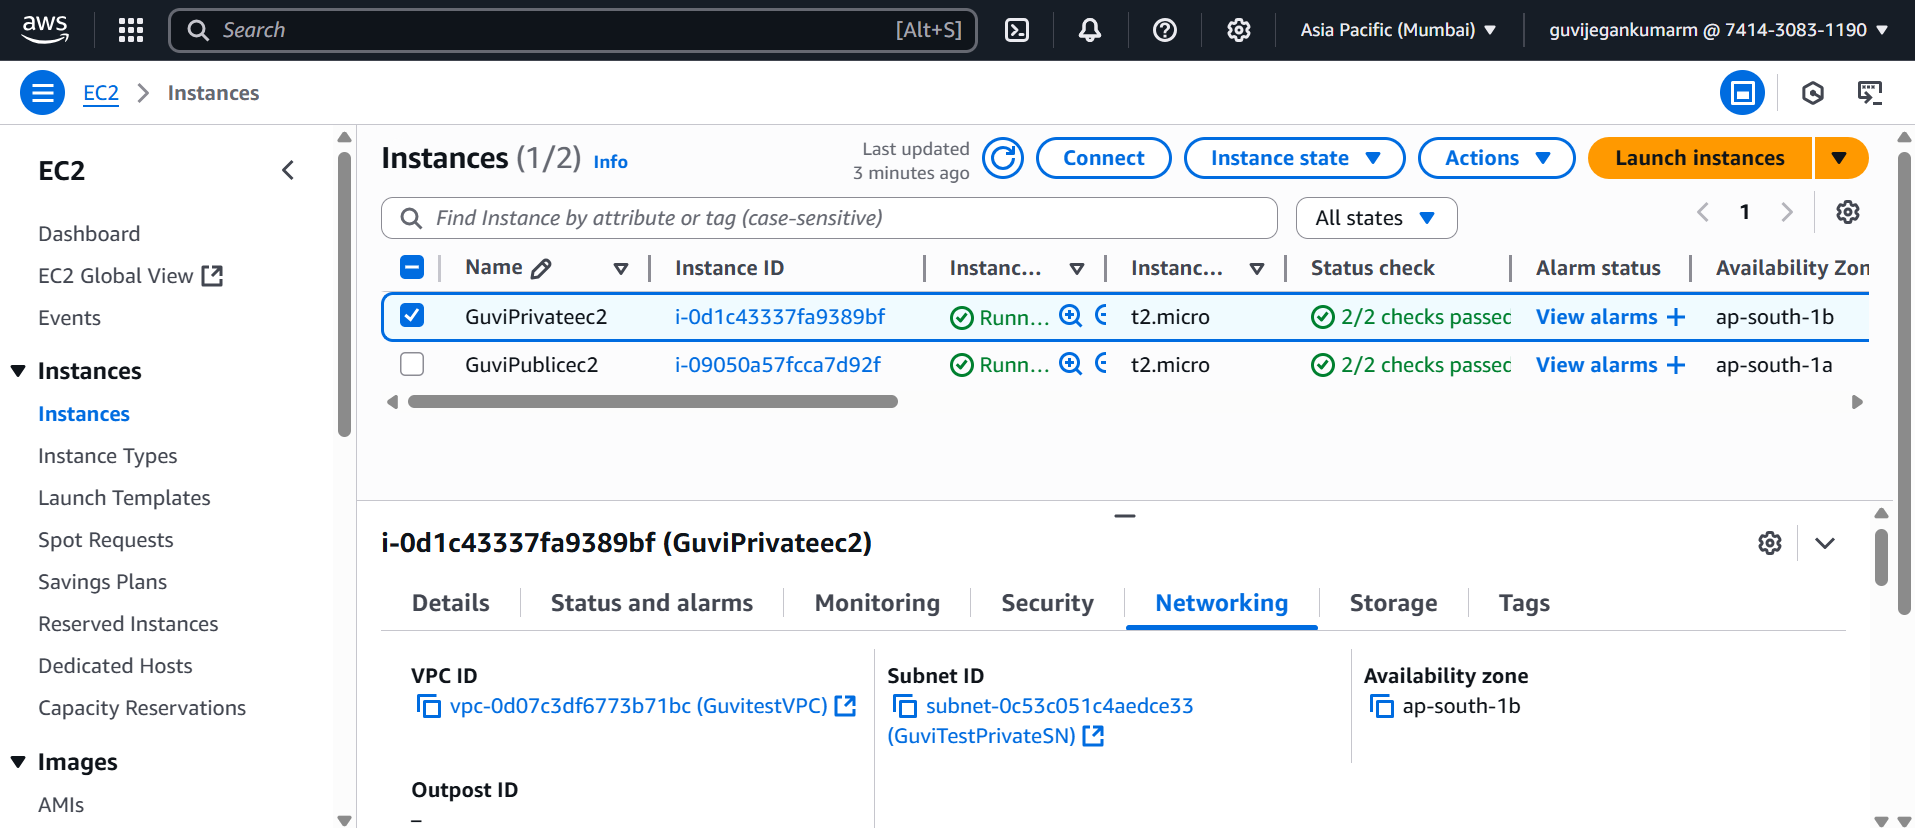 aws
Search [Alt+S]
Asia Pacific (Mumbai)
guvijegankumarm @ 7414-3083-1190
EC2 Instances
EC2
Dashboard
EC2 Global View
Events
Instances
Instances
Instance Types
Launch Templates
Spot Requests
Savings Plans
Reserved Instances
Dedicated Hosts
Capacity Reservations
Images
AMIs
Instances (1/2) Info
Last updated
3 minutes ago
Connect
Instance state
Actions
Launch instances
Find Instance by attribute or tag (case-sensitive)
All states
1
Name Instance ID Instanc... Instanc... Status check Alarm status Availability Zon
GuviPrivateec2 i-0d1c43337fa9389bf Runn... t2.micro 2/2 checks passed View alarms + ap-south-1b
GuviPublicec2 i-09050a57fcca7d92f Runn... t2.micro 2/2 checks passed View alarms + ap-south-1a
i-0d1c43337fa9389bf (GuviPrivateec2)
Details Status and alarms Monitoring Security Networking Storage Tags
VPC ID
vpc-0d07c3df6773b71bc (GuvitestVPC)
Subnet ID
subnet-0c53c051c4aedce33
(GuviTestPrivateSN)
Availability zone
ap-south-1b
Outpost ID
–